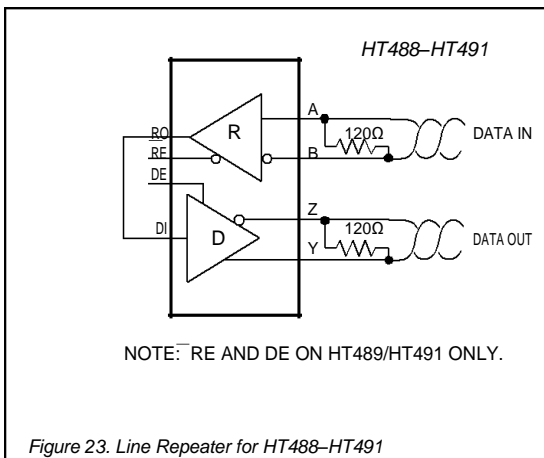 HT488–HT491
A
RO
R
120Ω
DATA IN
RE
B
DE
Z
DI
D
120Ω
DATA OUT
Y
NOTE: RE AND DE ON HT489/HT491 ONLY.
Figure 23. Line Repeater for HT488–HT491